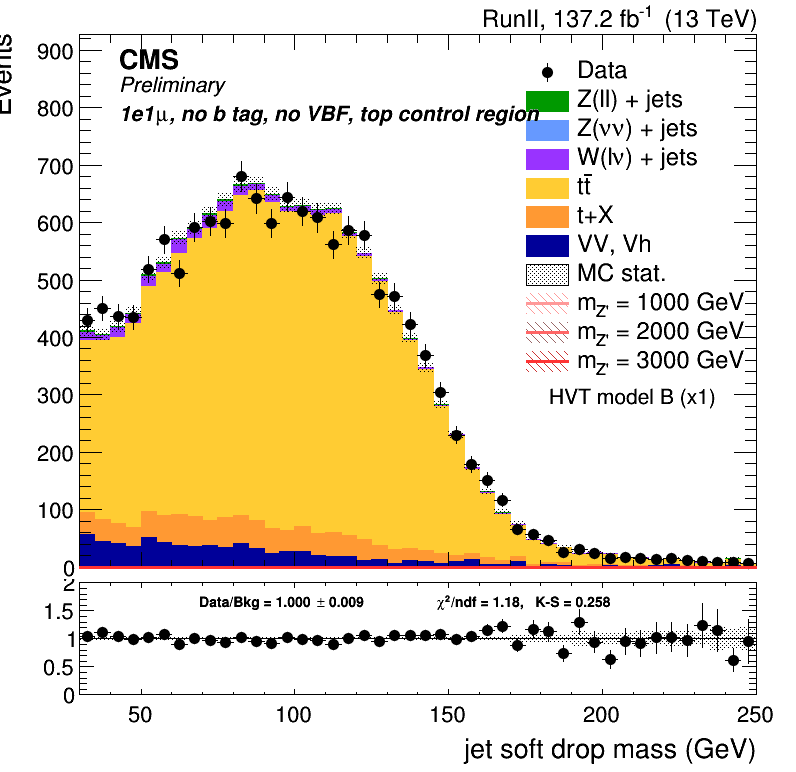 RunII, 137.2 fb⁻¹ (13 TeV)
Events
CMS
Preliminary
1e1μ, no b tag, no VBF, top control region
Data
Z(ll) + jets
Z(νν) + jets
W(lν) + jets
tt̄
t+X
VV, Vh
MC stat.
m_Z' = 1000 GeV
m_Z' = 2000 GeV
m_Z' = 3000 GeV
HVT model B (x1)
900
800
700
600
500
400
300
200
100
0
Data/Bkg = 1.000 ± 0.009
χ²/ndf = 1.18, K-S = 0.258
2
1.5
1
0.5
0
50
100
150
200
250
jet soft drop mass (GeV)